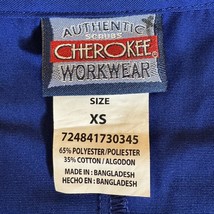 AUTHENTIC
SCRUBS
CHEROKEE
WORKWEAR
SIZE
XS
724841730345
65% POLYESTER/POLIESTER
35% COTTON / ALGODON
MADE IN: BANGLADESH
HECHO EN: BANGLADESH